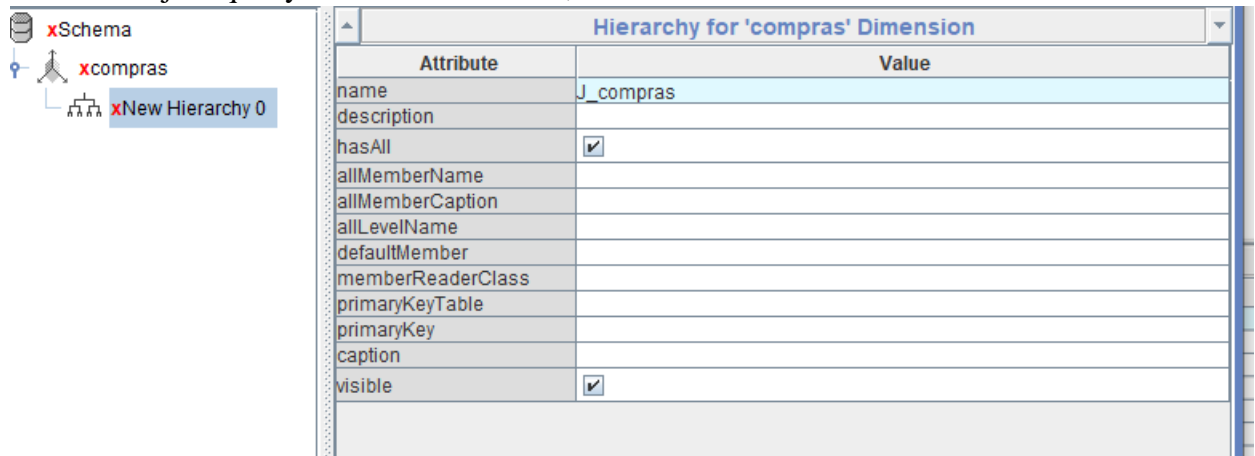 xSchema
xcompras
xNew Hierarchy 0
Hierarchy for 'compras' Dimension
Attribute Value
name J_compras
description
hasAll
allMemberName
allMemberCaption
allLevelName
defaultMember
memberReaderClass
primaryKeyTable
primaryKey
caption
visible